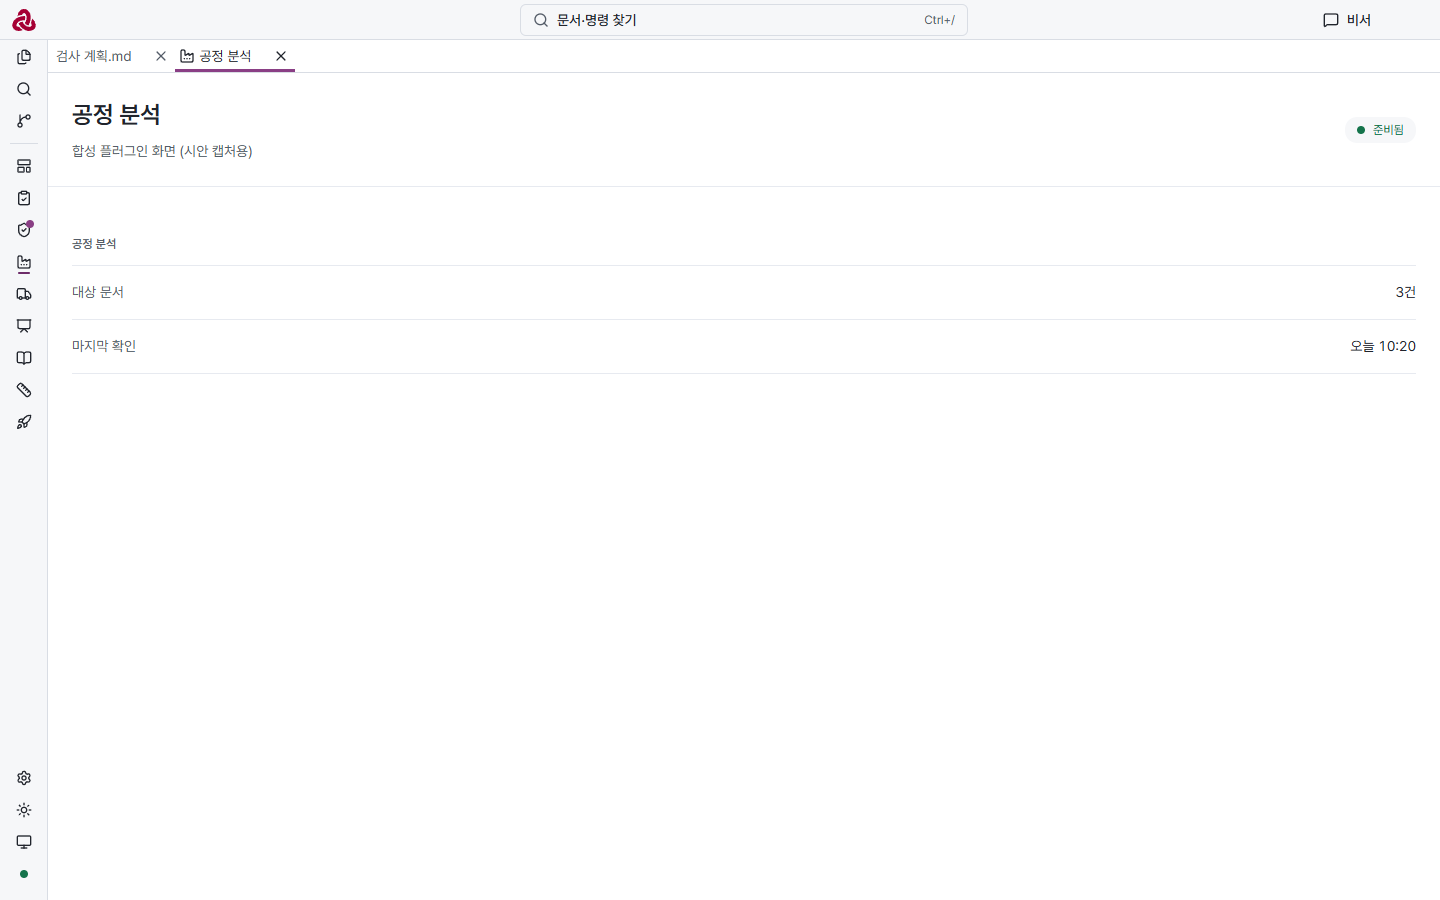 문서·명령 찾기 Ctrl+/
비서
검사 계획.md
공정 분석
공정 분석
합성 플러그인 화면 (시안 캡처용)
준비됨
공정 분석
대상 문서 3건
마지막 확인 오늘 10:20